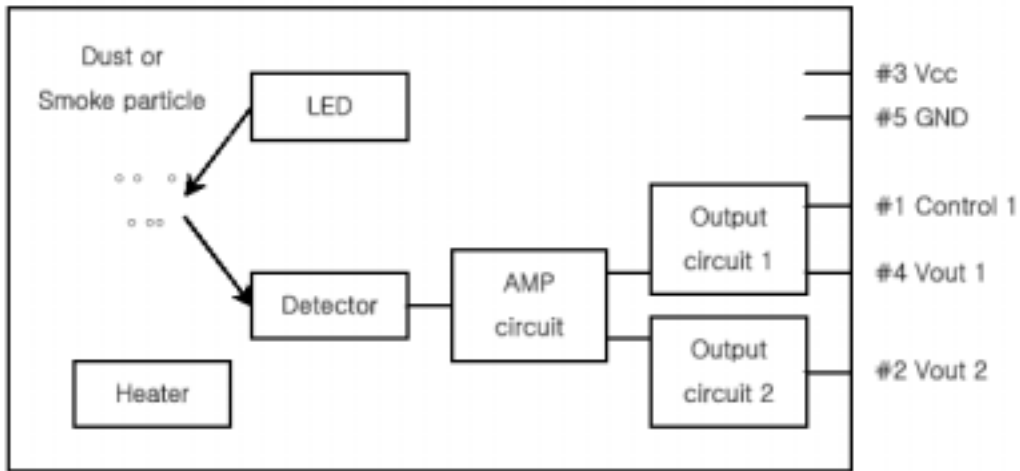 Dust or
Smoke particle
LED
#3 Vcc
#5 GND
Output
circuit 1
#1 Control 1
#4 Vout 1
AMP
circuit
Detector
Output
circuit 2
#2 Vout 2
Heater